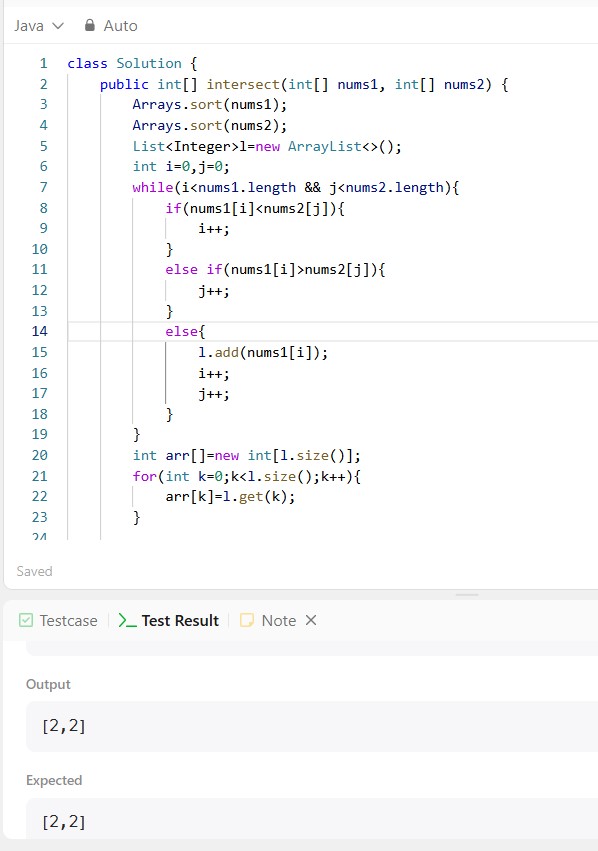 Java Auto
1 class Solution {
2 public int[] intersect(int[] nums1, int[] nums2) {
3 Arrays.sort(nums1);
4 Arrays.sort(nums2);
5 List<Integer>l=new ArrayList<>();
6 int i=0,j=0;
7 while(i<nums1.length && j<nums2.length){
8 if(nums1[i]<nums2[j]){
9 i++;
10 }
11 else if(nums1[i]>nums2[j]){
12 j++;
13 }
14 else{
15 l.add(nums1[i]);
16 i++;
17 j++;
18 }
19 }
20 int arr[]=new int[l.size()];
21 for(int k=0;k<l.size();k++){
22 arr[k]=l.get(k);
23 }
24
Saved
Testcase Test Result Note
Output
[2,2]
Expected
[2,2]